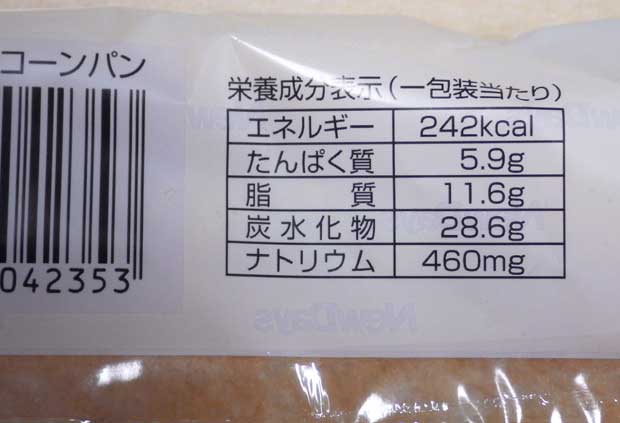 コーンパン
042353
栄養成分表示(一包装当たり)
エネルギー 242kcal
たんぱく質 5.9g
脂質 11.6g
炭水化物 28.6g
ナトリウム 460mg
NewDays